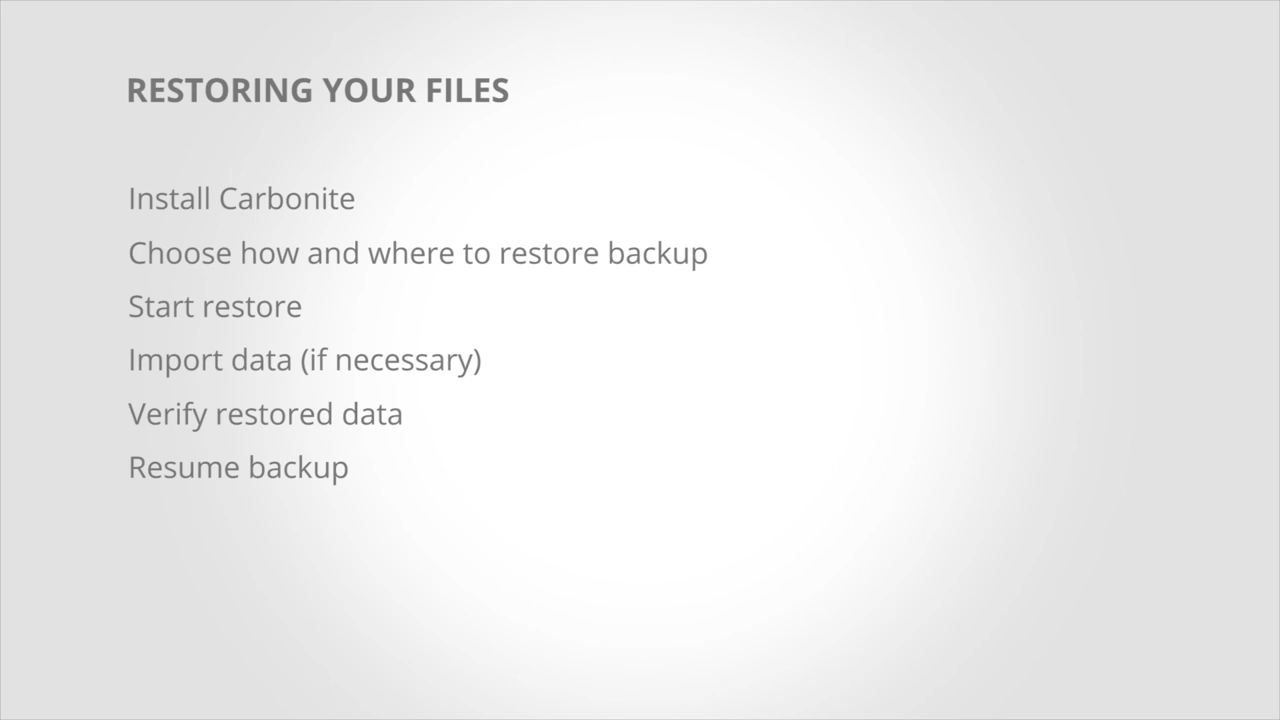 RESTORING YOUR FILES
Install Carbonite
Choose how and where to restore backup
Start restore
Import data (if necessary)
Verify restored data
Resume backup